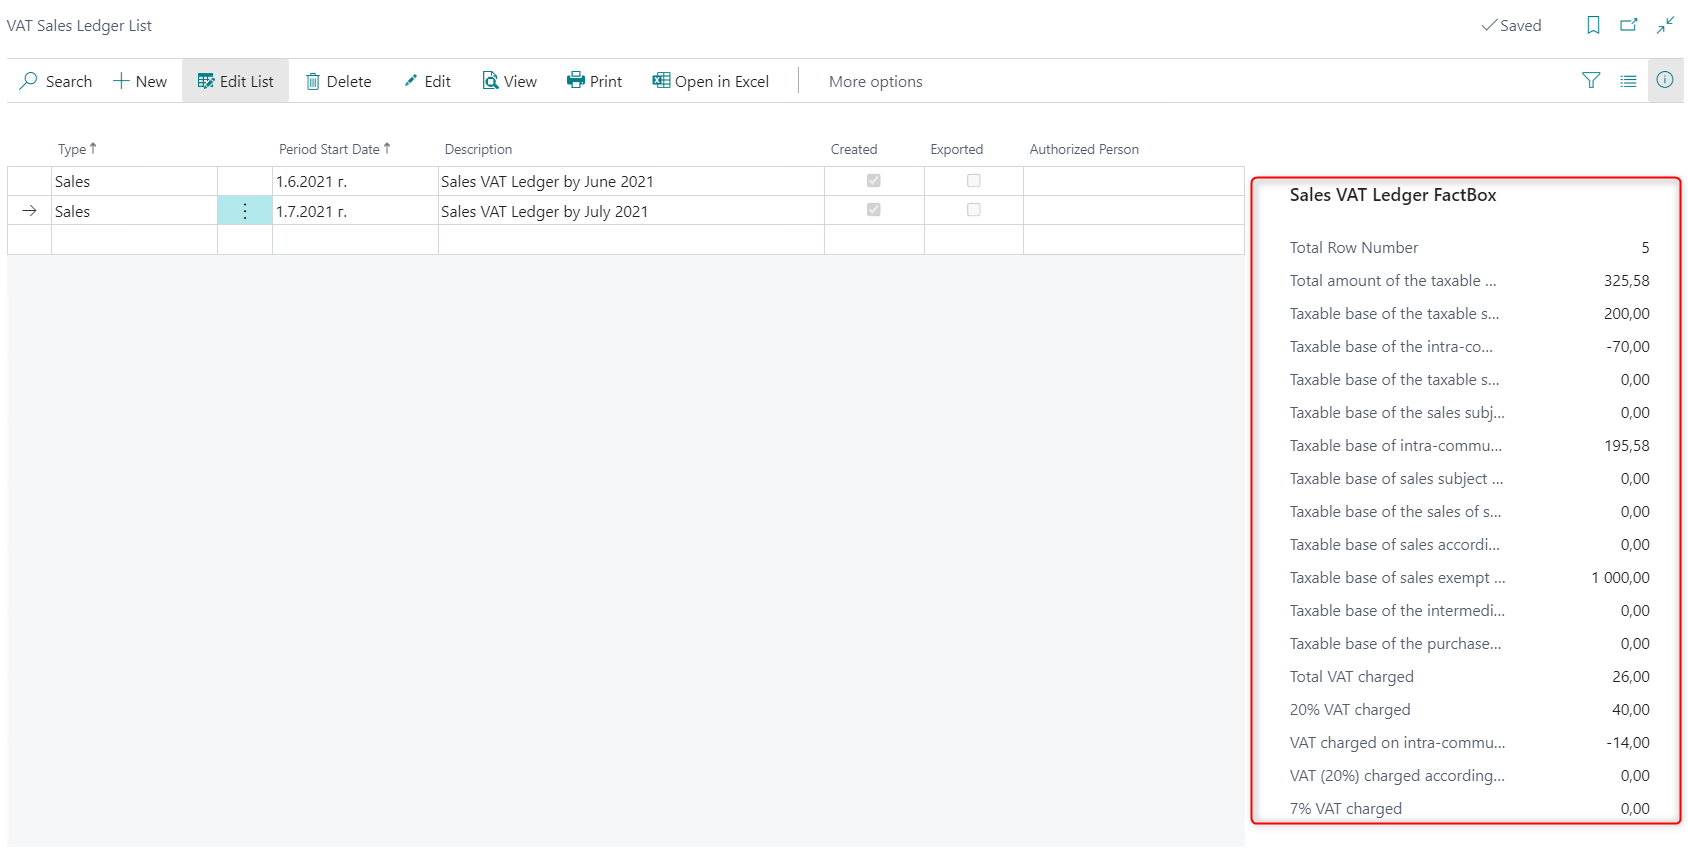 VAT Sales Ledger List
Saved
Search New Edit List Delete Edit View Print Open in Excel More options
Type↑ Period Start Date↑ Description Created Exported Authorized Person
Sales 1.6.2021 г. Sales VAT Ledger by June 2021
Sales 1.7.2021 г. Sales VAT Ledger by July 2021
Sales VAT Ledger FactBox
Total Row Number 5
Total amount of the taxable ... 325,58
Taxable base of the taxable s... 200,00
Taxable base of the intra-co... -70,00
Taxable base of the taxable s... 0,00
Taxable base of the sales subj... 0,00
Taxable base of intra-commu... 195,58
Taxable base of sales subject ... 0,00
Taxable base of the sales of s... 0,00
Taxable base of sales accordi... 0,00
Taxable base of sales exempt ... 1 000,00
Taxable base of the intermedi... 0,00
Taxable base of the purchase... 0,00
Total VAT charged 26,00
20% VAT charged 40,00
VAT charged on intra-commu... -14,00
VAT (20%) charged according... 0,00
7% VAT charged 0,00